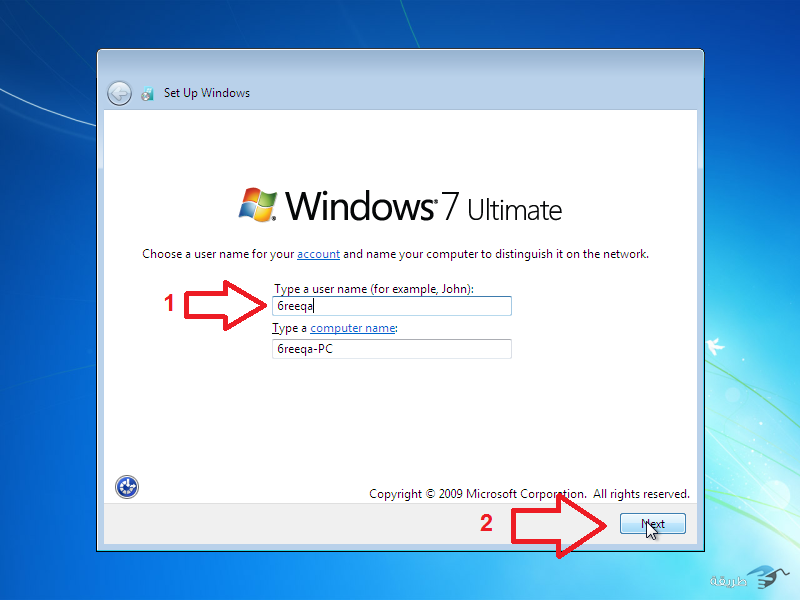 Set Up Windows
Windows 7 Ultimate
Choose a user name for your account and name your computer to distinguish it on the network.
Type a user name (for example, John):
1
6reeqa
Type a computer name:
6reeqa-PC
Copyright © 2009 Microsoft Corporation. All rights reserved.
2
Next